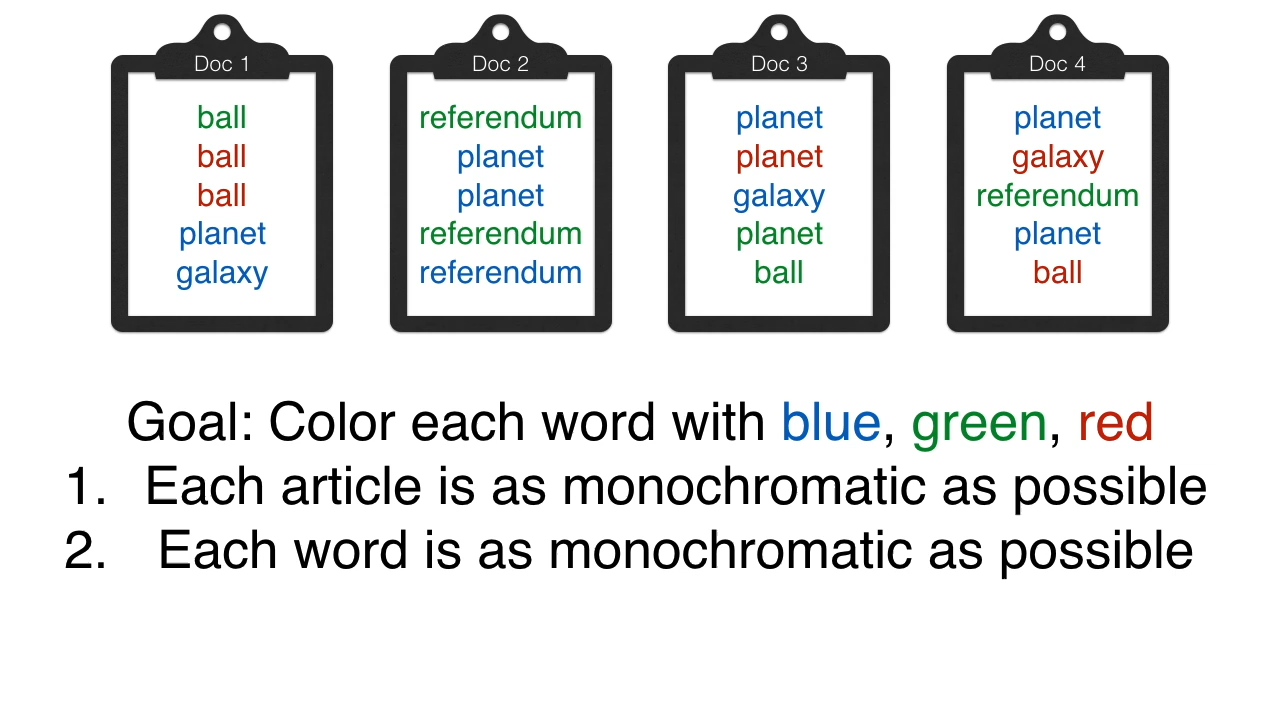 Doc 1
ball
ball
ball
planet
galaxy
Doc 2
referendum
planet
planet
referendum
referendum
Doc 3
planet
planet
galaxy
planet
ball
Doc 4
planet
galaxy
referendum
planet
ball
Goal: Color each word with blue, green, red
1. Each article is as monochromatic as possible
2. Each word is as monochromatic as possible